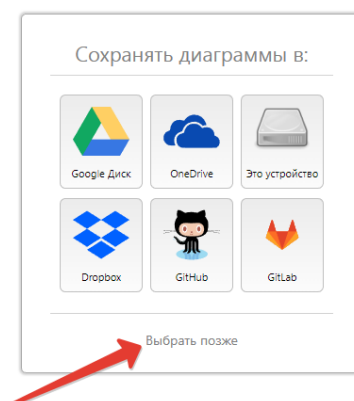 Сохранять диаграммы в:
Google Диск OneDrive Это устройство
Dropbox GitHub GitLab
Выбрать позже